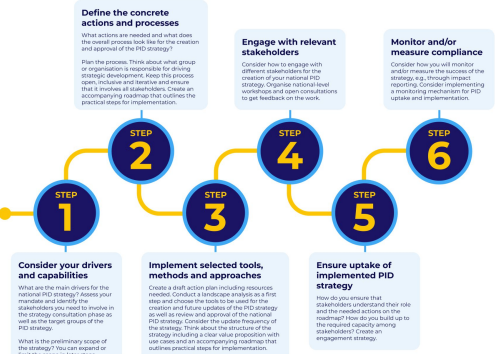 Define the concrete
actions and processes
What actions are needed and what does
the overall process look like for the creation
and approval of the PID strategy?
Plan the process. Think about what group
or organisation is responsible for driving
strategic development. Keep this process
open, inclusive and iterative and ensure
that it involves all stakeholders. Create an
accompanying roadmap that outlines the
practical steps for implementation.
Engage with relevant
stakeholders
Consider how to engage with
different stakeholders for the
creation of your national PID
strategy. Organise national-level
workshops and open consultations
to get feedback on the work.
Monitor and/or
measure compliance
Consider how you will monitor
and/or measure the success of the
strategy, e.g., through impact
reporting. Consider implementing
a monitoring mechanism for PID
uptake and implementation.
STEP
2
STEP
4
STEP
6
STEP
1
STEP
3
STEP
5
Consider your drivers
and capabilities
What are the main drivers for the
national PID strategy? Assess your
mandate and identify the
stakeholders you need to involve in
the strategy consultation phase as
well as the target groups of the
PID strategy.
What is the preliminary scope of
the strategy? You can expand or
Implement selected tools,
methods and approaches
Create a draft action plan including resources
needed. Conduct a landscape analysis as a first
step and choose the tools to be used for the
creation and future updates of the PID strategy
as well as review and approval of the national
PID strategy. Consider the update frequency of
the strategy. Think about the structure of the
strategy including a clear value proposition with
use cases and an accompanying roadmap that
outlines practical steps for implementation.
Ensure uptake of
implemented PID
strategy
How do you ensure that
stakeholders understand their role
and the needed actions on the
roadmap? How do you build up to
the required capacity among
stakeholders? Create an
engagement strategy.